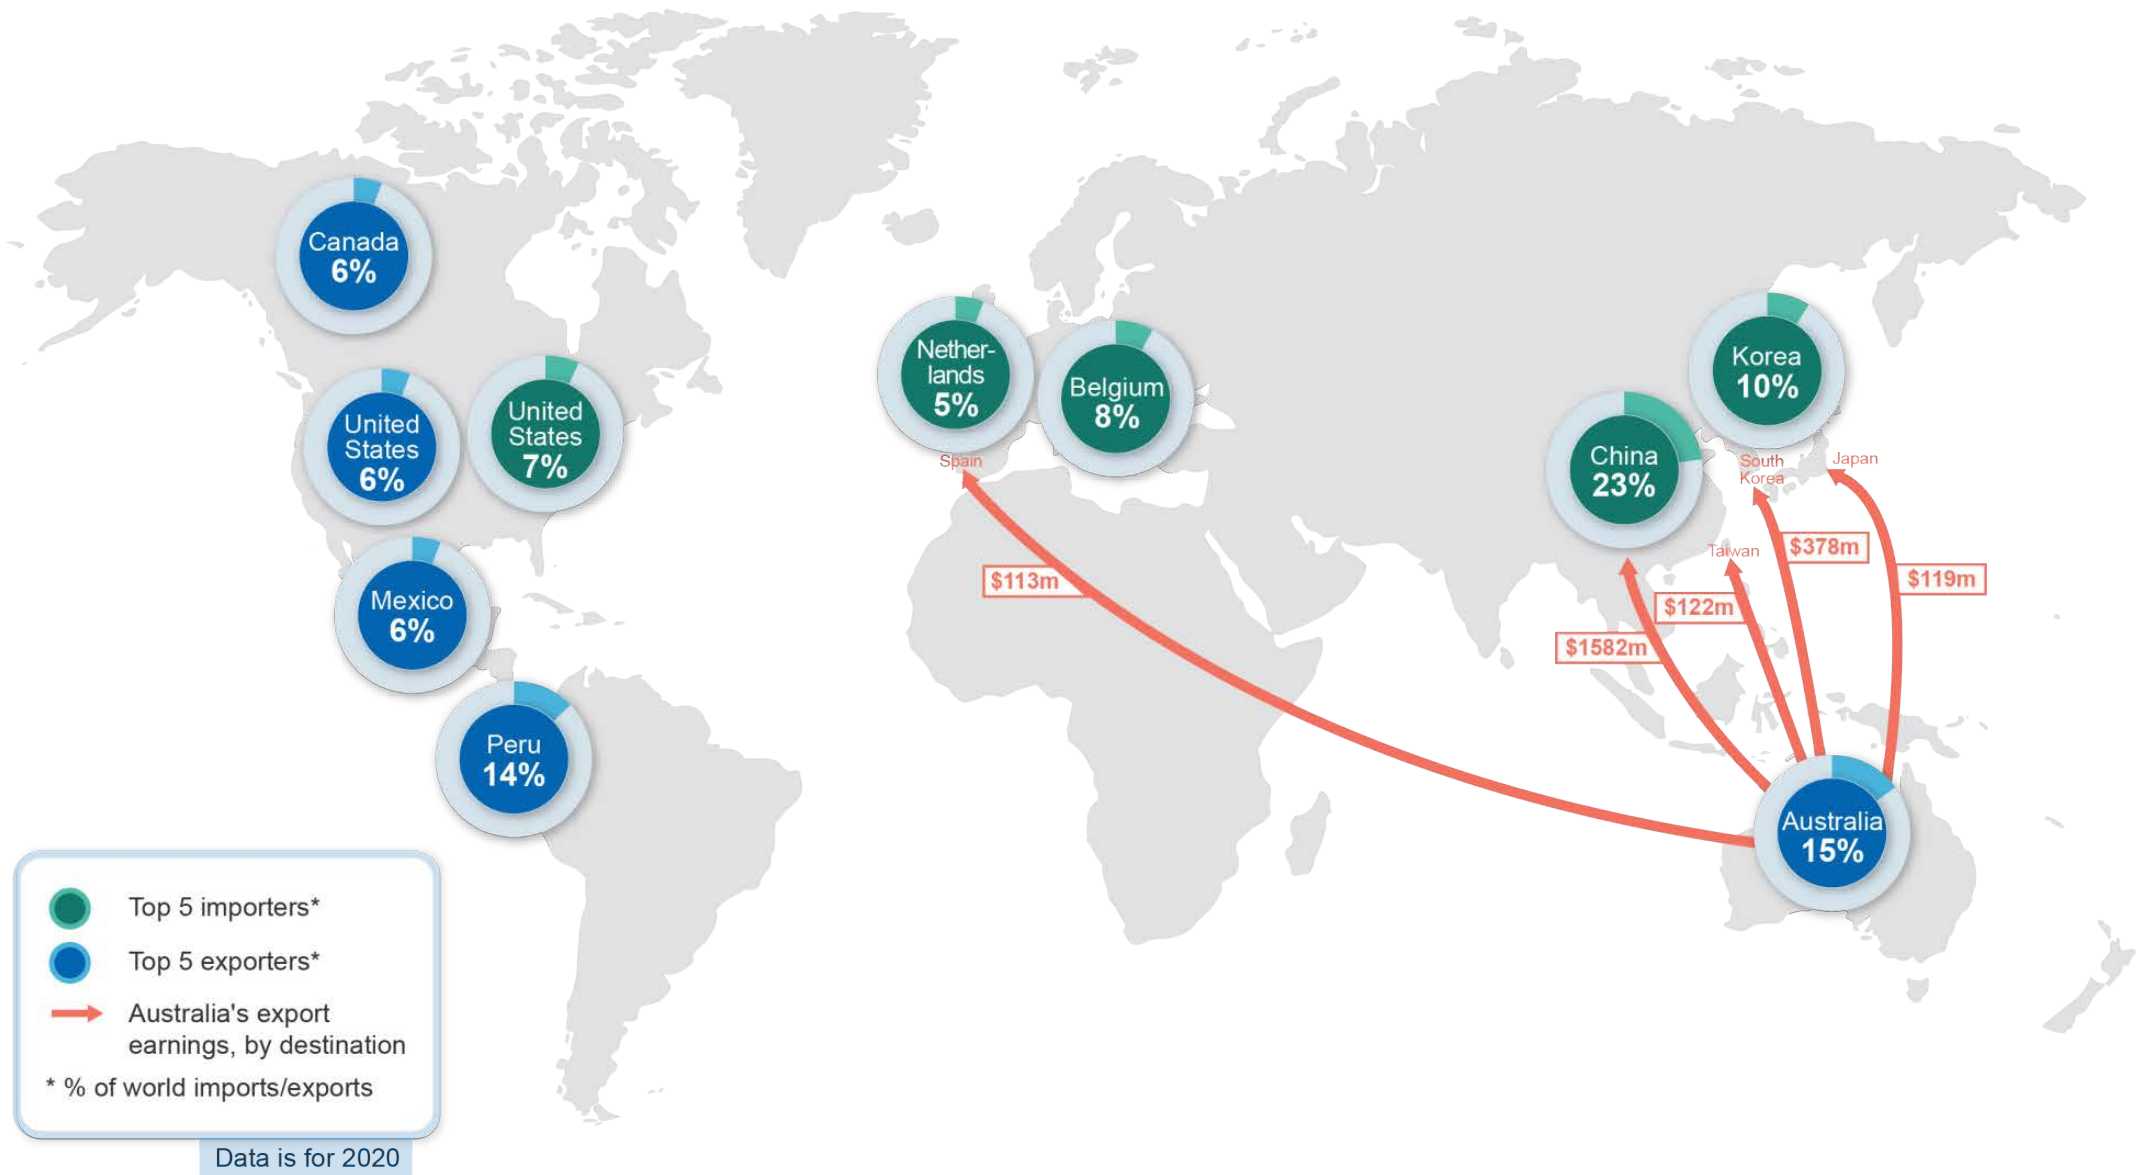 Canada
6%
United
States
6%
United
States
7%
Mexico
6%
Peru
14%
Nether-
lands
5%
Belgium
8%
Spain
$113m
China
23%
Korea
10%
South
Korea
Japan
Taiwan
$378m
$119m
$122m
$1582m
Australia
15%
Top 5 importers*
Top 5 exporters*
Australia's export
earnings, by destination
* % of world imports/exports
Data is for 2020